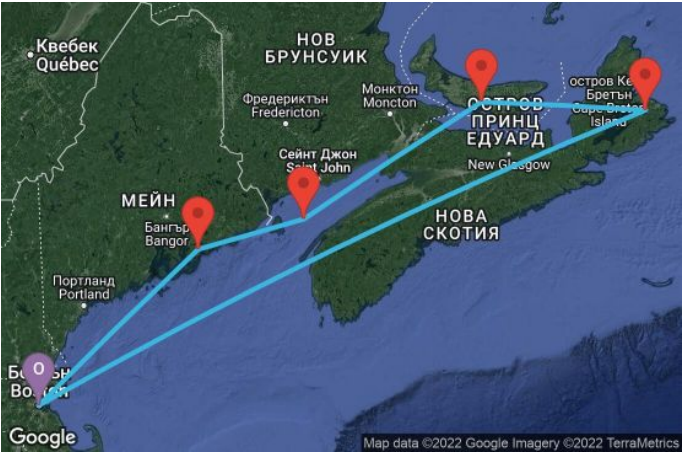 Квебек
Québec
НОВ
БРУНСУИК
Монктон
Moncton
Фредериктън
Fredericton
остров
Бретън
Cape Breton
Island
ОСТРОВ
ПРИНЦ
ЕДУАРД
Сейнт Джон
Saint John
New Glasgow
МЕЙН
Бангър
Bangor
НОВА
СКОТИЯ
Портланд
Portland
O
Boston
Google
Map data ©2022 Google Imagery ©2022 TerraMetrics